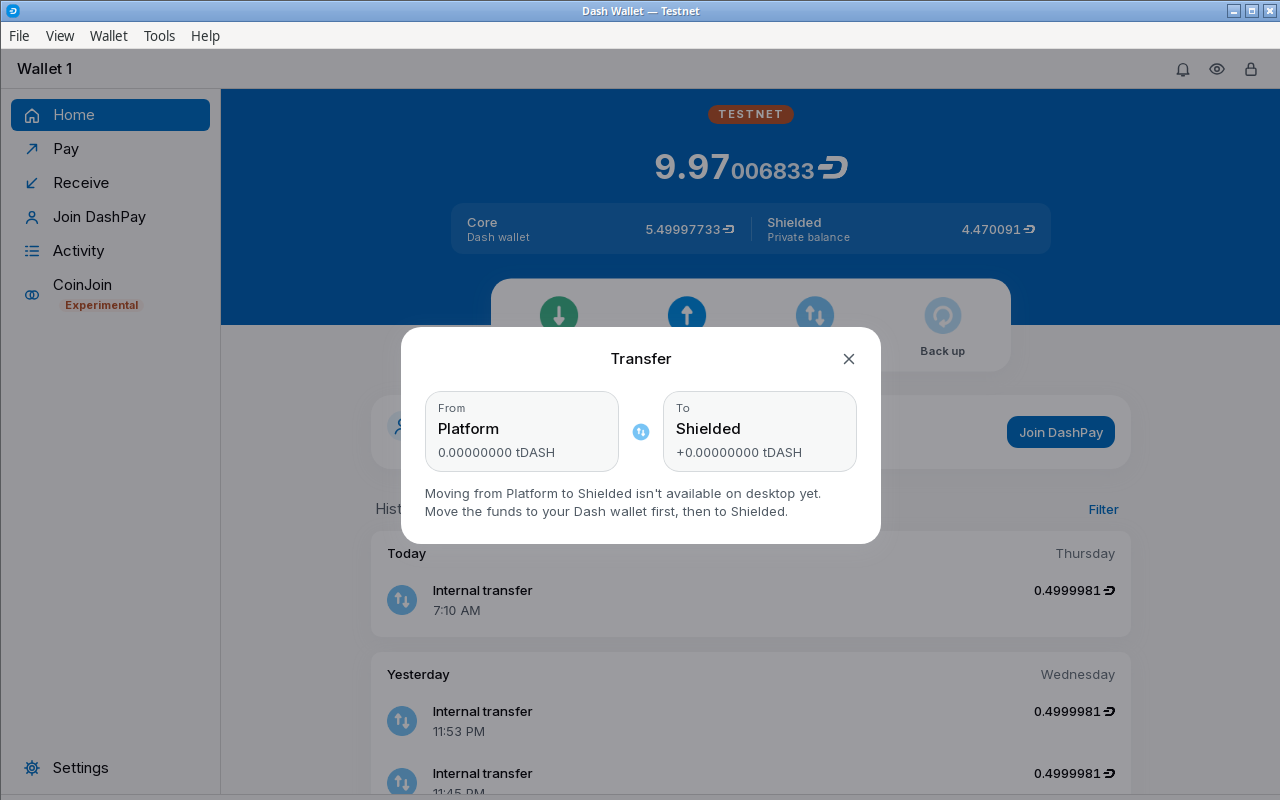 Dash Wallet — Testnet
File View Wallet Tools Help
Wallet 1
Home
Pay
Receive
Join DashPay
Activity
CoinJoin
Experimental
Settings
TESTNET
9.97006833
Core
Dash wallet
5.49997733
Shielded
Private balance
4.470091
Back up
Join DashPay
Transfer
From
Platform
0.00000000 tDASH
To
Shielded
+0.00000000 tDASH
Moving from Platform to Shielded isn't available on desktop yet.
Move the funds to your Dash wallet first, then to Shielded.
Filter
Today
Thursday
Internal transfer
0.4999981
7:10 AM
Yesterday
Wednesday
Internal transfer
0.4999981
11:53 PM
Internal transfer
0.4999981
11:45 PM